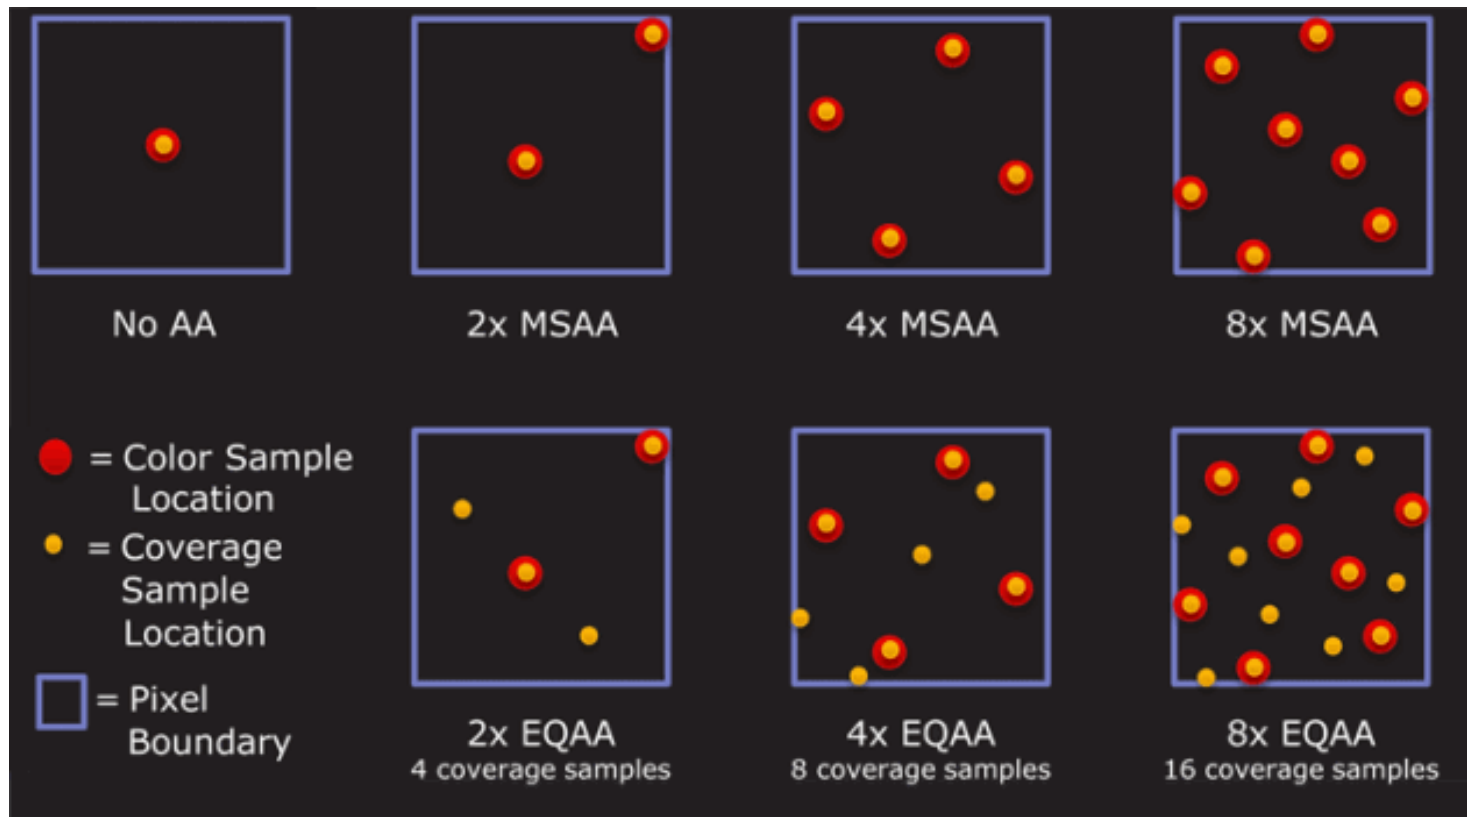 No AA
2x MSAA
4x MSAA
8x MSAA
= Color Sample
Location
= Coverage
Sample
Location
= Pixel
Boundary
2x EQAA
4 coverage samples
4x EQAA
8 coverage samples
8x EQAA
16 coverage samples